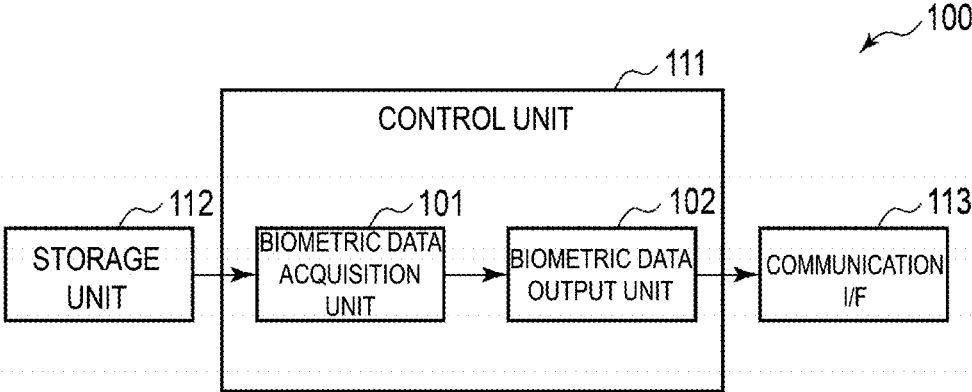 100
111
CONTROL UNIT
112
101
102
113
STORAGE
UNIT
BIOMETRIC DATA
ACQUISITION
UNIT
BIOMETRIC DATA
OUTPUT UNIT
COMMUNICATION
I/F